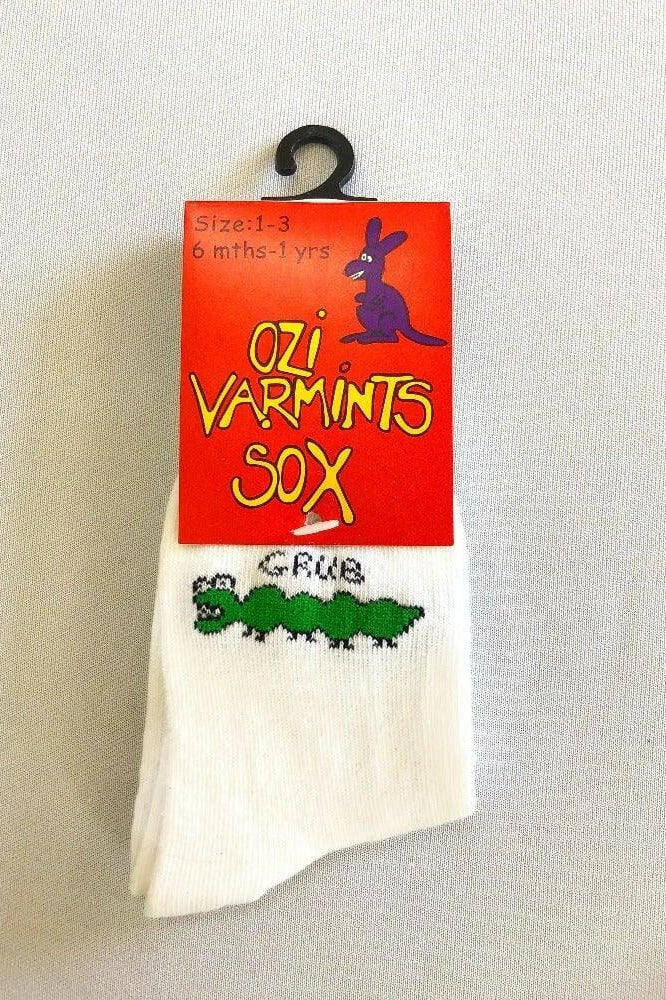 Size:1-3
6 mths-1 yrs
OZi
VARMiNTS
SOX
GRUB